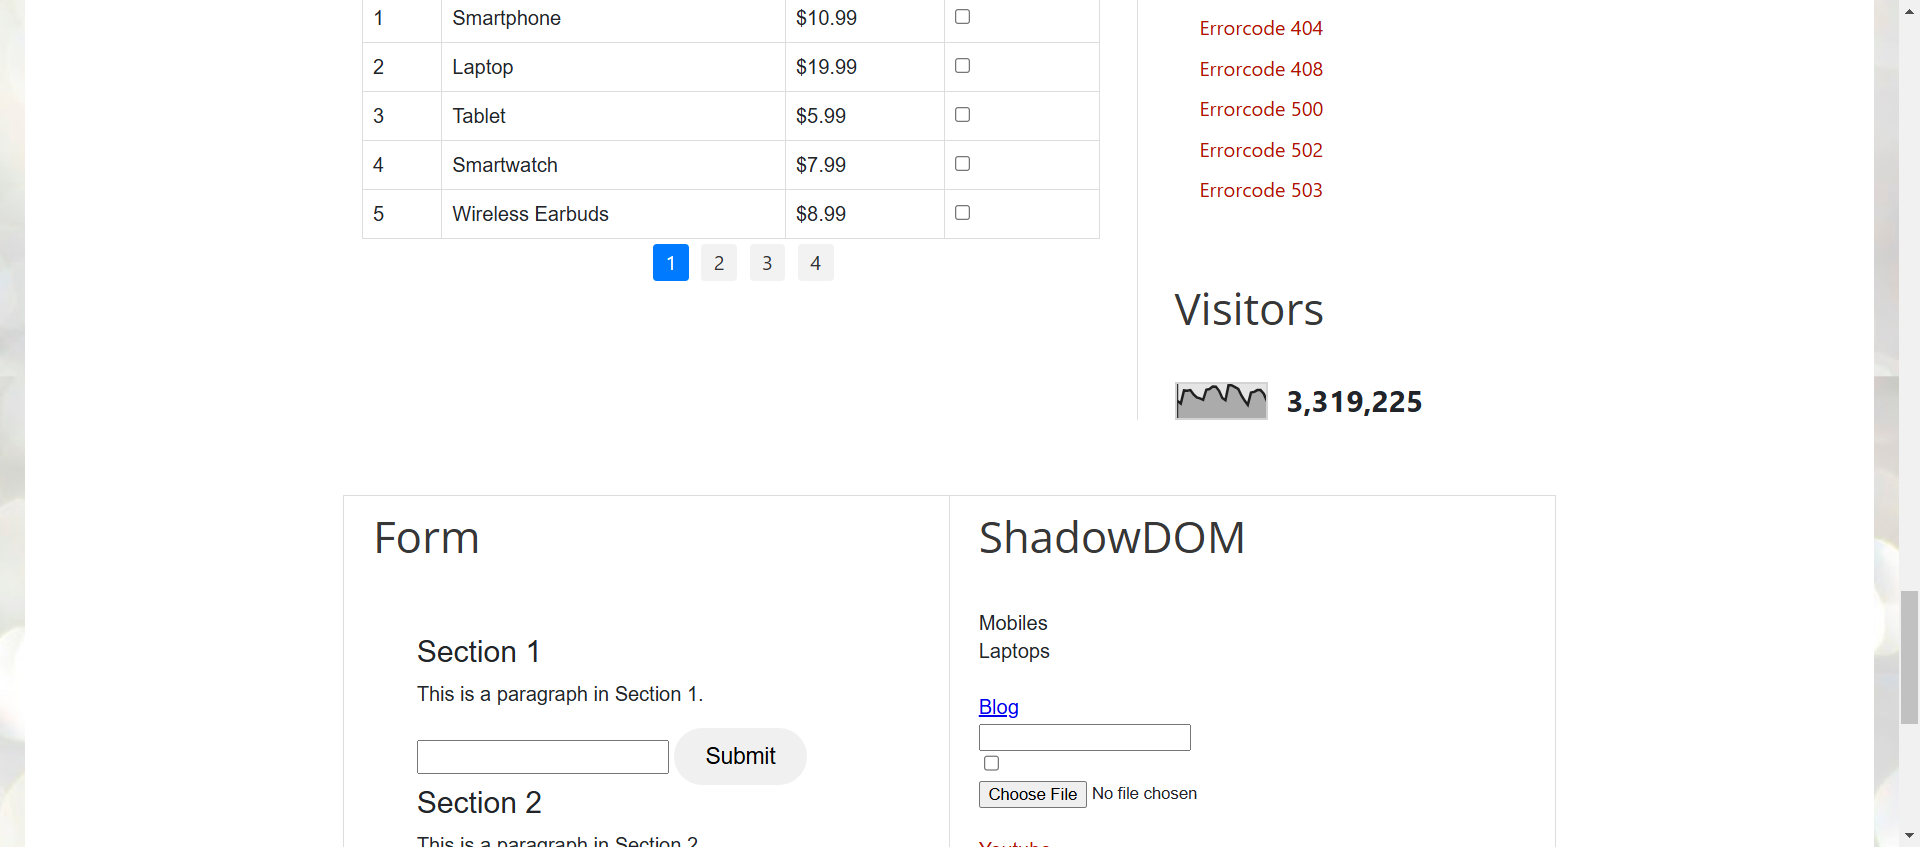 1 Smartphone $10.99
2 Laptop $19.99
3 Tablet $5.99
4 Smartwatch $7.99
5 Wireless Earbuds $8.99
1 2 3 4
Errorcode 404
Errorcode 408
Errorcode 500
Errorcode 502
Errorcode 503
Visitors
3,319,225
Form
Section 1
This is a paragraph in Section 1.
Submit
Section 2
This is a paragraph in Section 2.
ShadowDOM
Mobiles
Laptops
Blog
Choose File No file chosen
Youtube